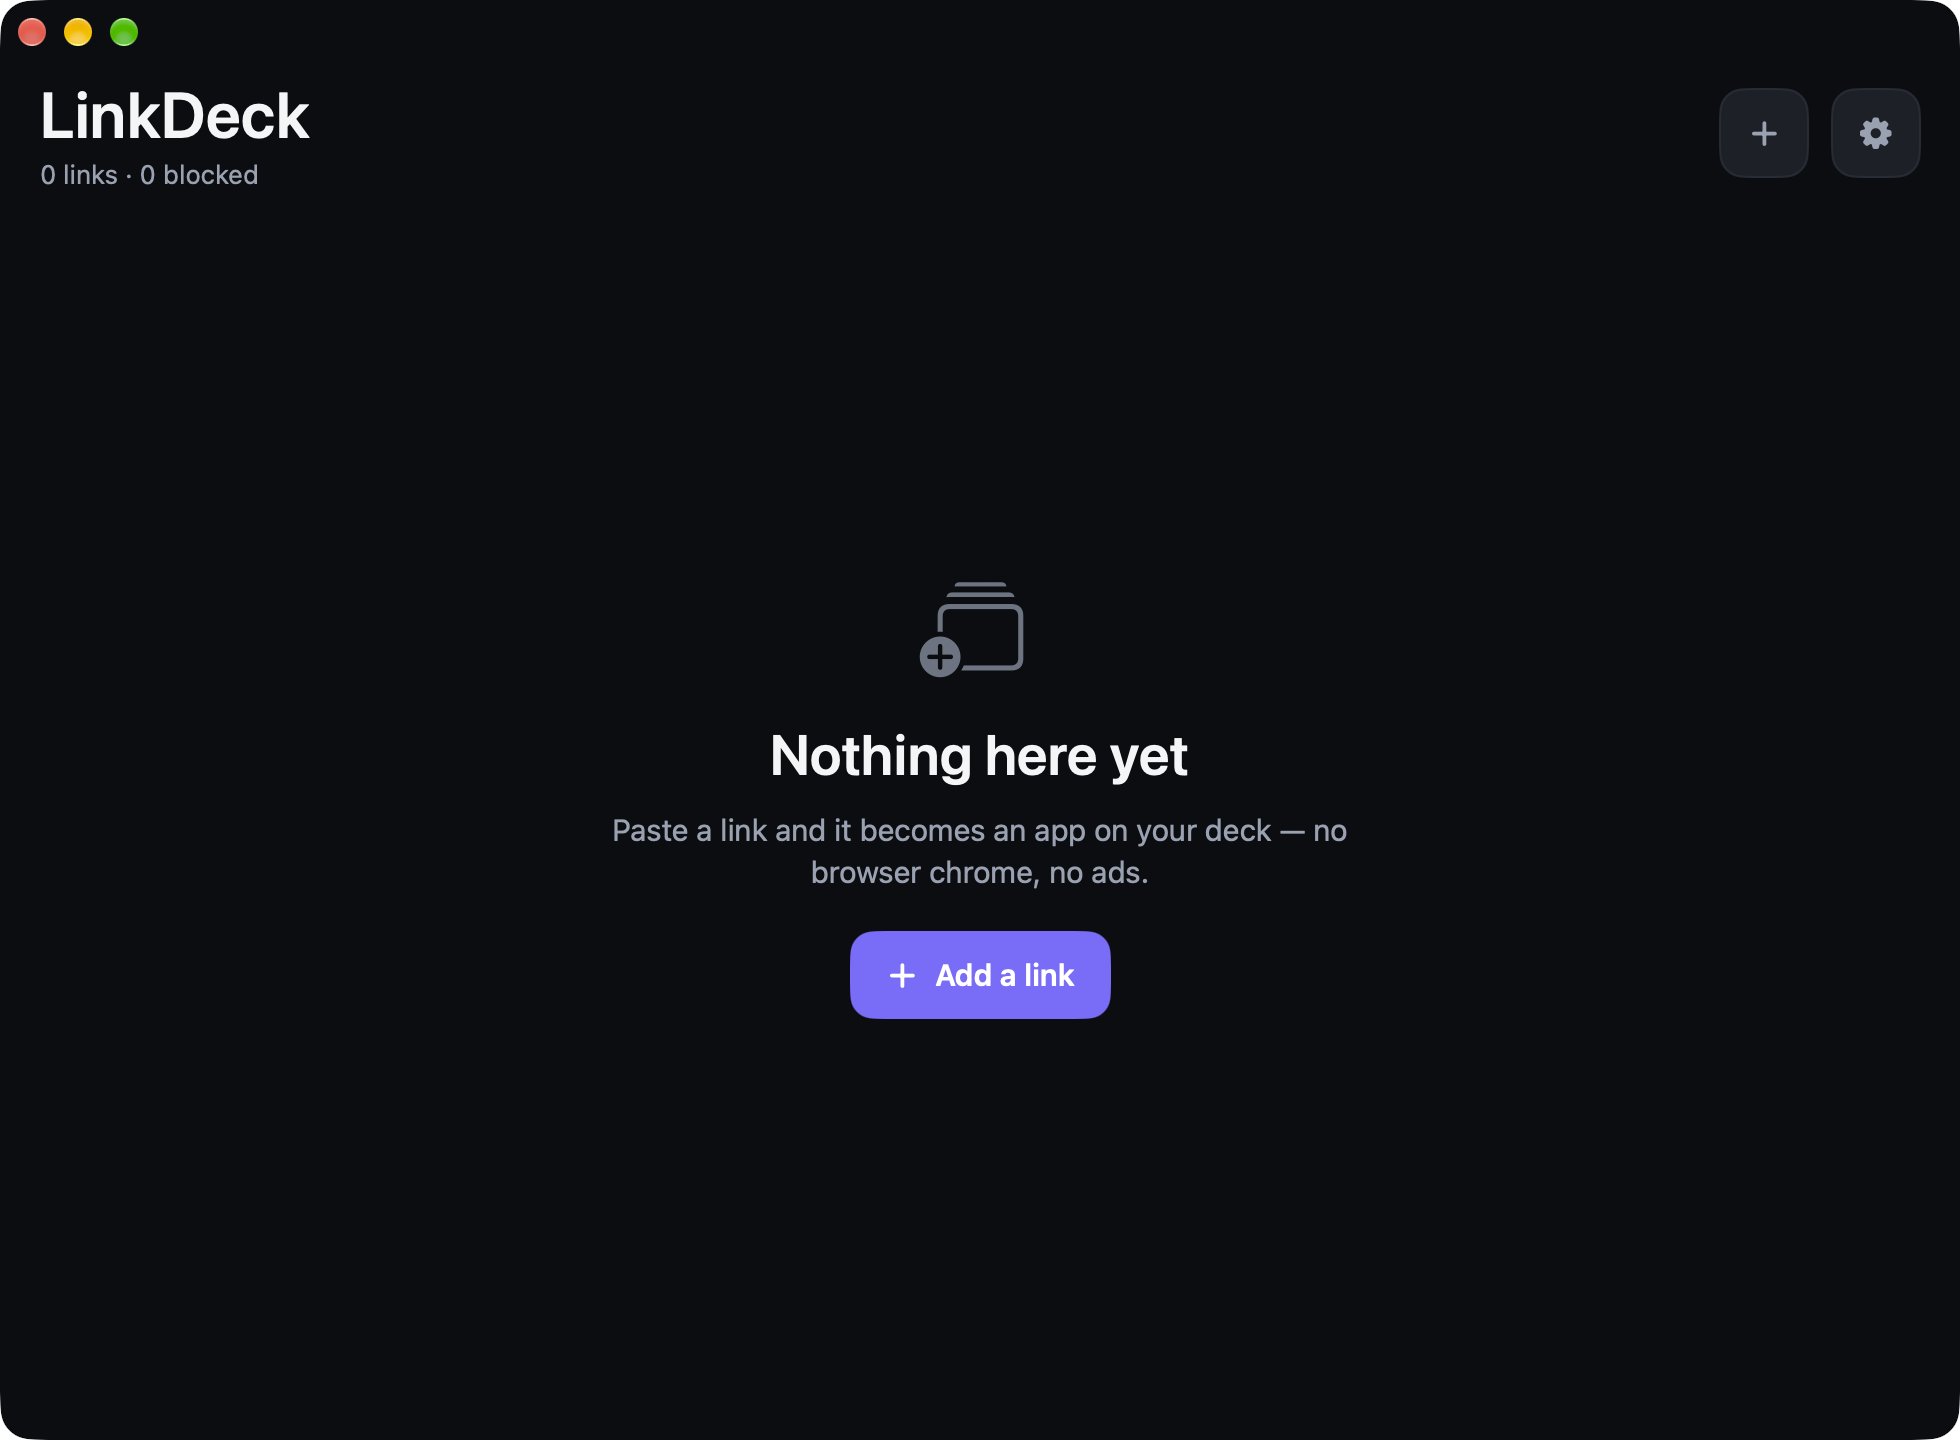 LinkDeck
0 links · 0 blocked
Nothing here yet
Paste a link and it becomes an app on your deck — no
browser chrome, no ads.
Add a link